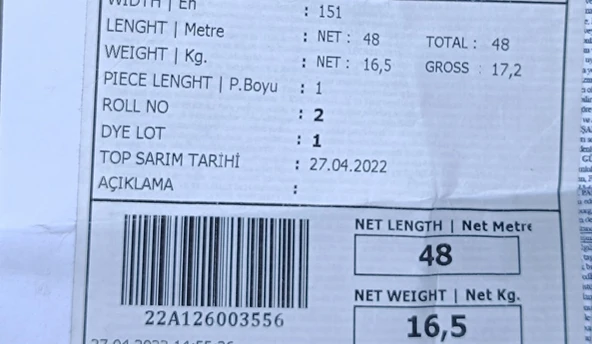 WIDTH | En : 151
LENGHT | Metre : NET : 48 TOTAL : 48
WEIGHT | Kg. : NET : 16,5 GROSS : 17,2
PIECE LENGHT | P.Boyu : 1
ROLL NO : 2
DYE LOT : 1
TOP SARIM TARİHİ : 27.04.2022
AÇIKLAMA :
NET LENGTH | Net Metre
48
22A126003556
NET WEIGHT | Net Kg.
16,5